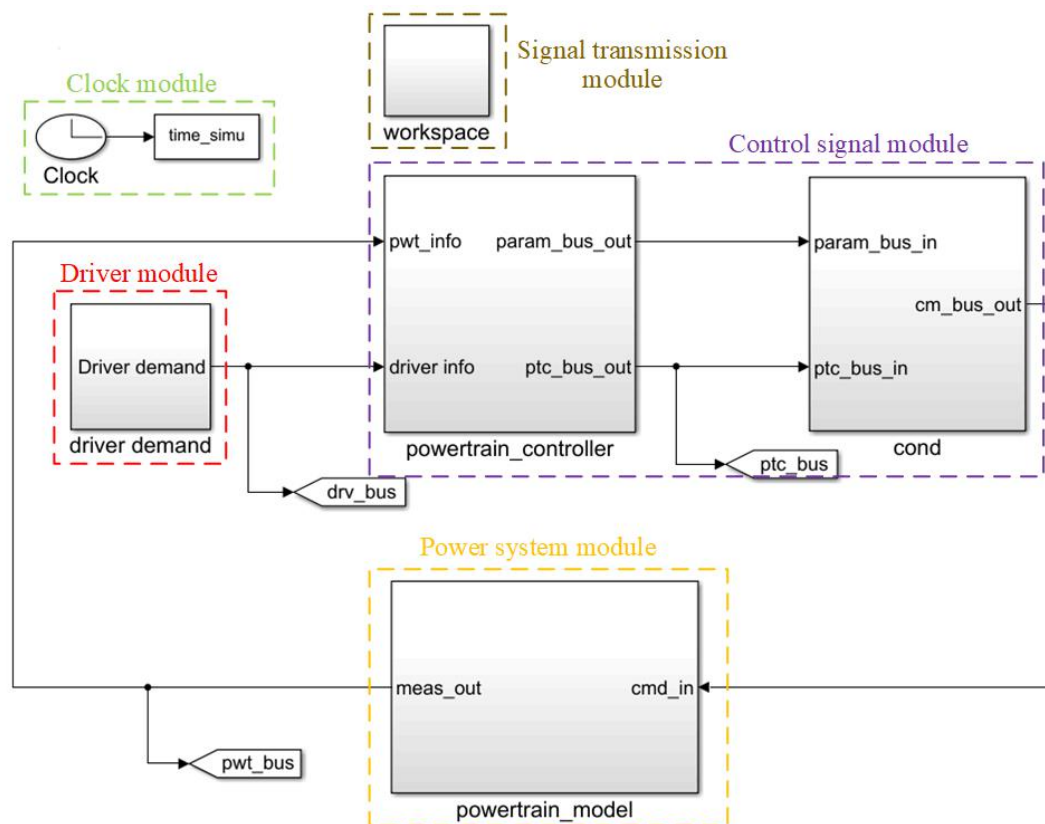 Signal transmission
module
workspace
Clock module
time_simu
Clock
Control signal module
pwt_info
param_bus_out
driver info
ptc_bus_out
powertrain_controller
param_bus_in
cm_bus_out
ptc_bus_in
cond
Driver module
Driver demand
driver demand
drv_bus
ptc_bus
Power system module
meas_out
cmd_in
powertrain_model
pwt_bus